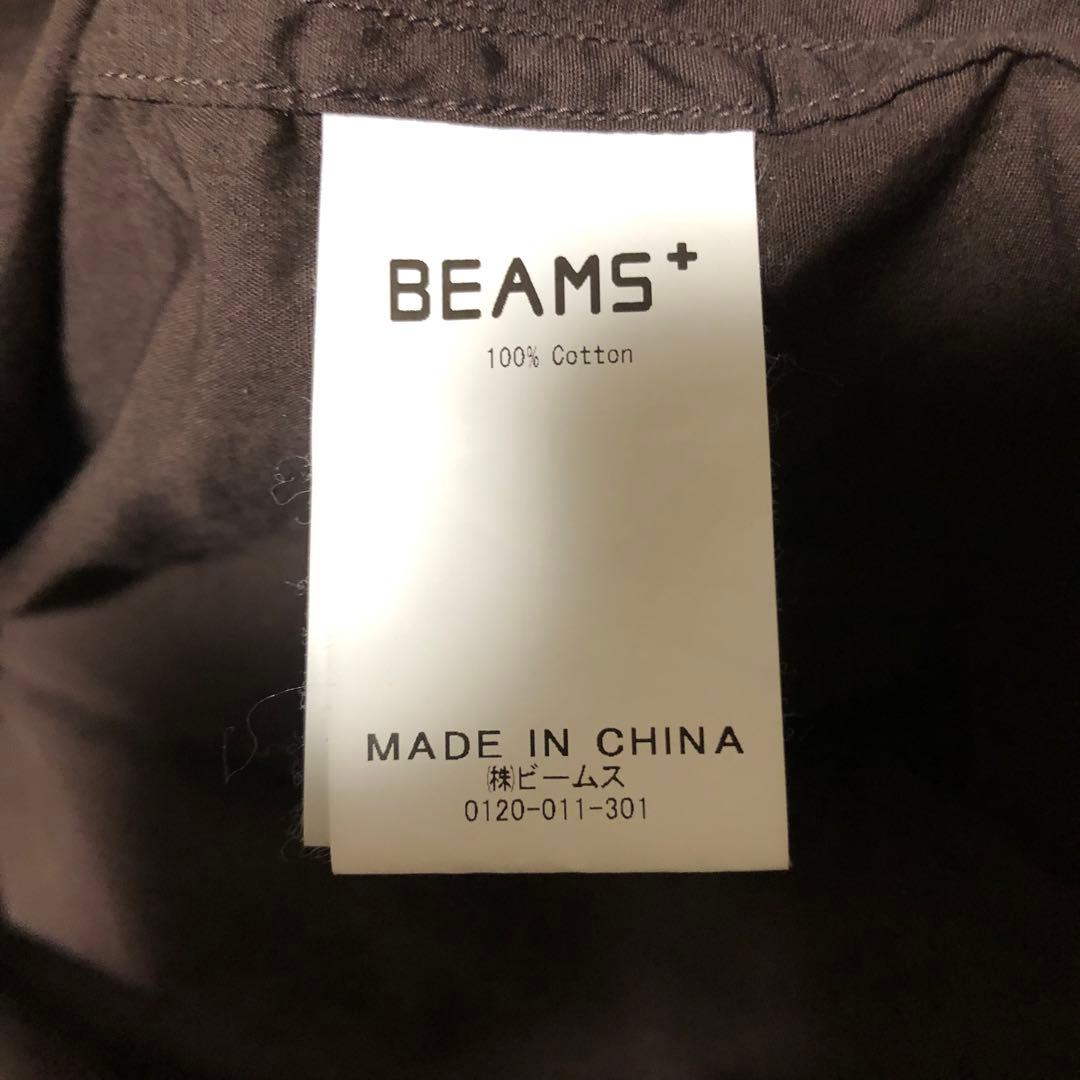 BEAMS+
100% Cotton
MADE IN CHINA
㈱ビームス
0120-011-301